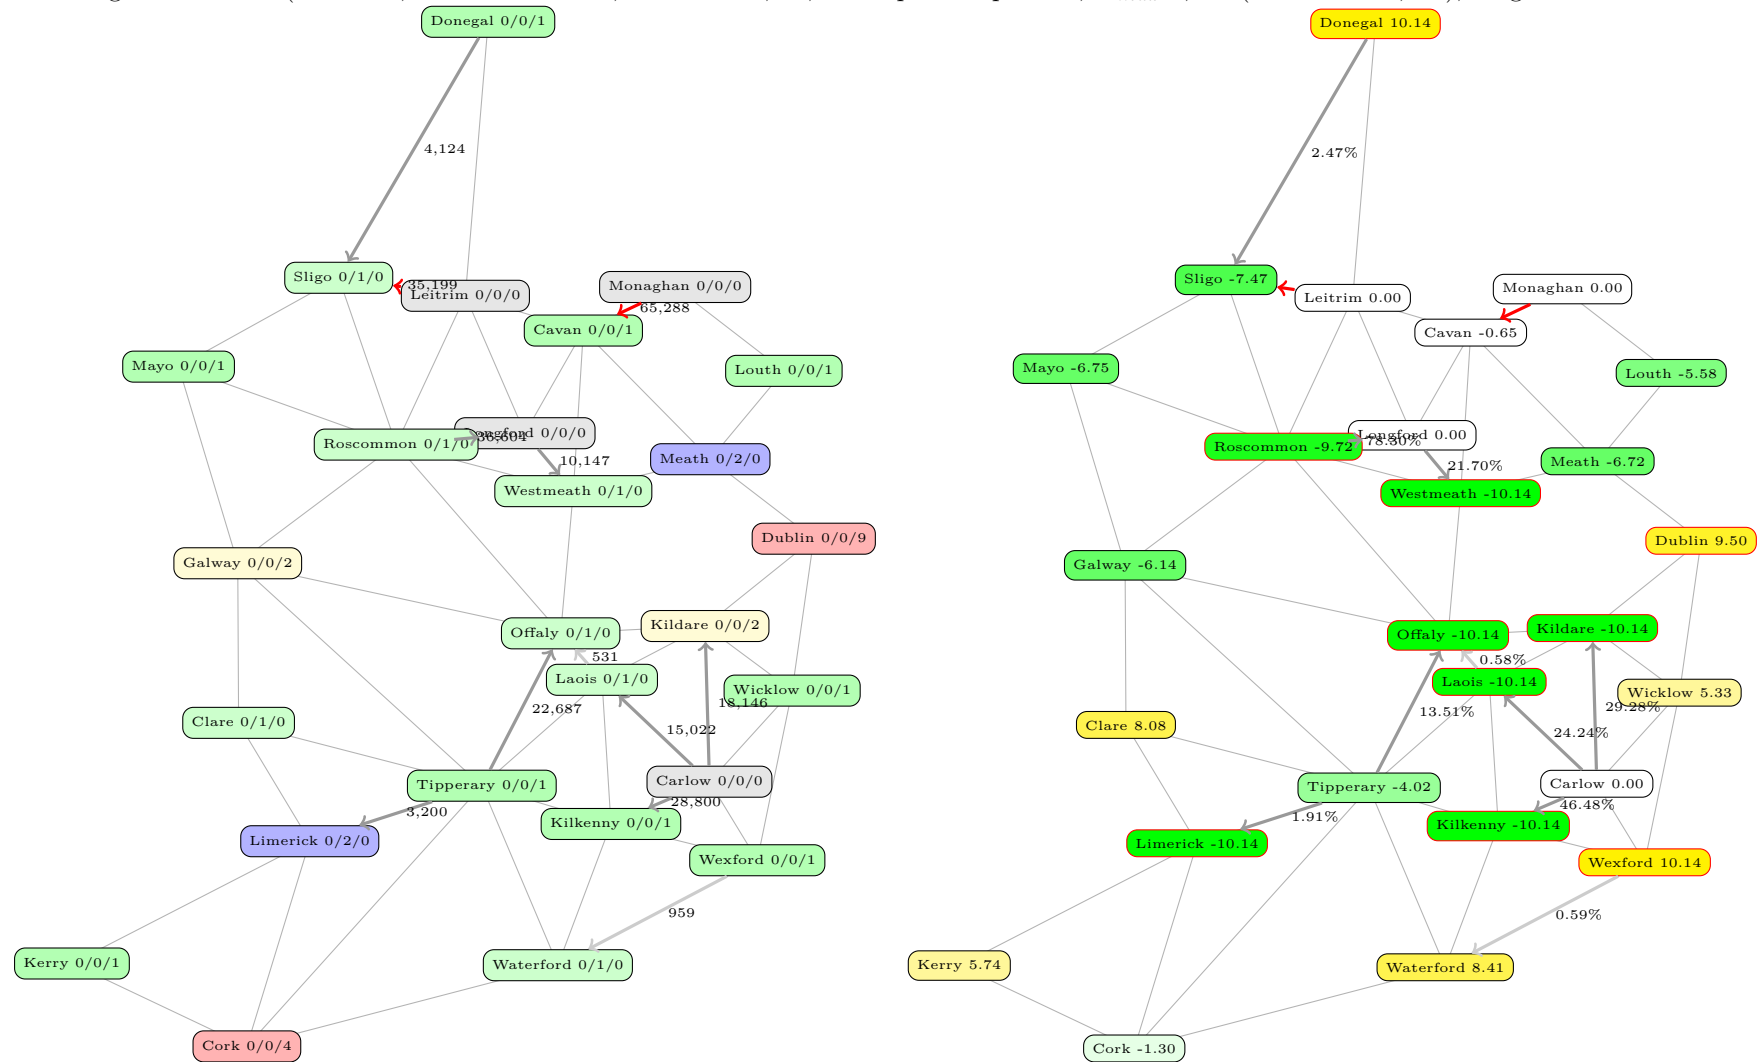 Donegal 0/0/1
4,124
Sligo 0/1/0
35,199
Leitrim 0/0/0
Monaghan 0/0/0
65,288
Cavan 0/0/1
Mayo 0/0/1
Louth 0/0/1
Roscommon 0/1/0
36,604
Longford 0/0/0
10,147
Meath 0/2/0
Westmeath 0/1/0
Dublin 0/0/9
Galway 0/0/2
Offaly 0/1/0
Kildare 0/0/2
531
Laois 0/1/0
Wicklow 0/0/1
18,146
22,687
15,022
Clare 0/1/0
Tipperary 0/0/1
Carlow 0/0/0
28,800
3,200
Kilkenny 0/0/1
Limerick 0/2/0
Wexford 0/0/1
959
Kerry 0/0/1
Waterford 0/1/0
Cork 0/0/4
Donegal 10.14
2.47%
Sligo -7.47
Leitrim 0.00
Monaghan 0.00
Cavan -0.65
Mayo -6.75
Louth -5.58
Roscommon -9.72
78.30%
Longford 0.00
21.70%
Meath -6.72
Westmeath -10.14
Dublin 9.50
Galway -6.14
Offaly -10.14
Kildare -10.14
0.58%
Laois -10.14
Wicklow 5.33
29.28%
13.51%
24.24%
Clare 8.08
Tipperary -4.02
Carlow 0.00
46.48%
1.91%
Kilkenny -10.14
Limerick -10.14
Wexford 10.14
0.59%
Kerry 5.74
Waterford 8.41
Cork -1.30